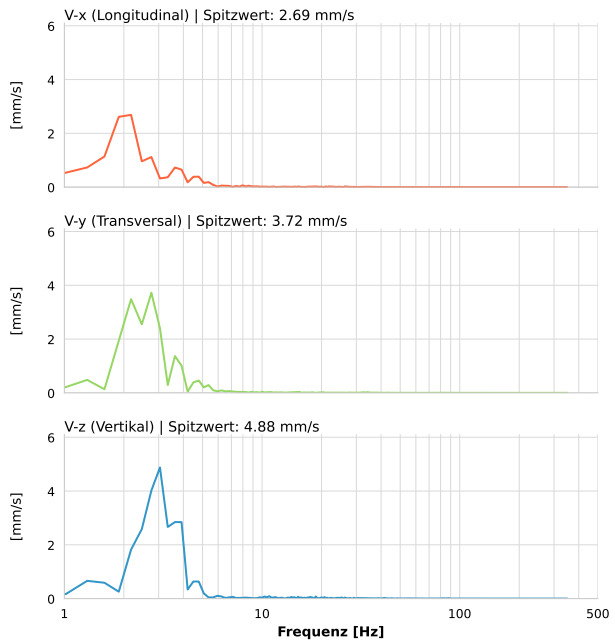 V-x (Longitudinal) | Spitzwert: 2.69 mm/s
6
4
2
0
[mm/s]
V-y (Transversal) | Spitzwert: 3.72 mm/s
6
4
2
0
[mm/s]
V-z (Vertikal) | Spitzwert: 4.88 mm/s
6
4
2
0
[mm/s]
1 10 100 500
Frequenz [Hz]